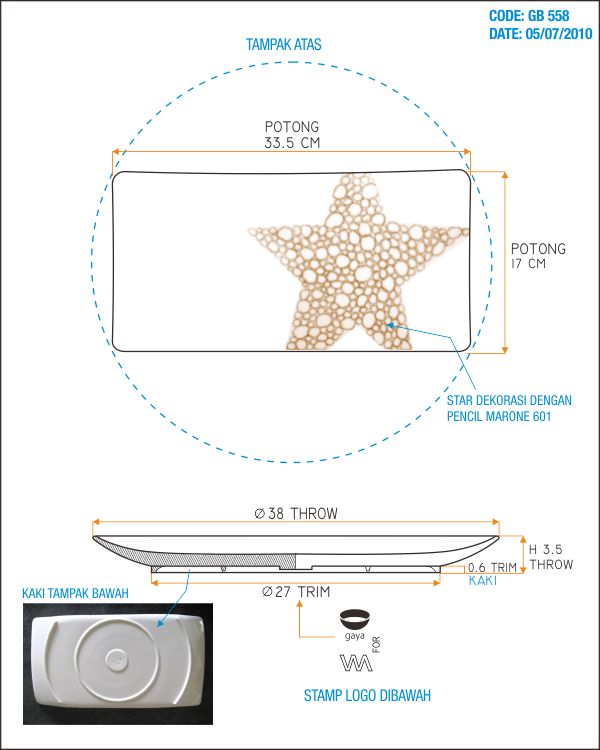 CODE: GB 558
DATE: 05/07/2010
TAMPAK ATAS
POTONG
33.5 CM
POTONG
17 CM
STAR DEKORASI DENGAN
PENCIL MARONE 601
Ø 38 THROW
H 3.5
THROW
0.6 TRIM
KAKI
Ø 27 TRIM
KAKI TAMPAK BAWAH
gaya
FOR
STAMP LOGO DIBAWAH